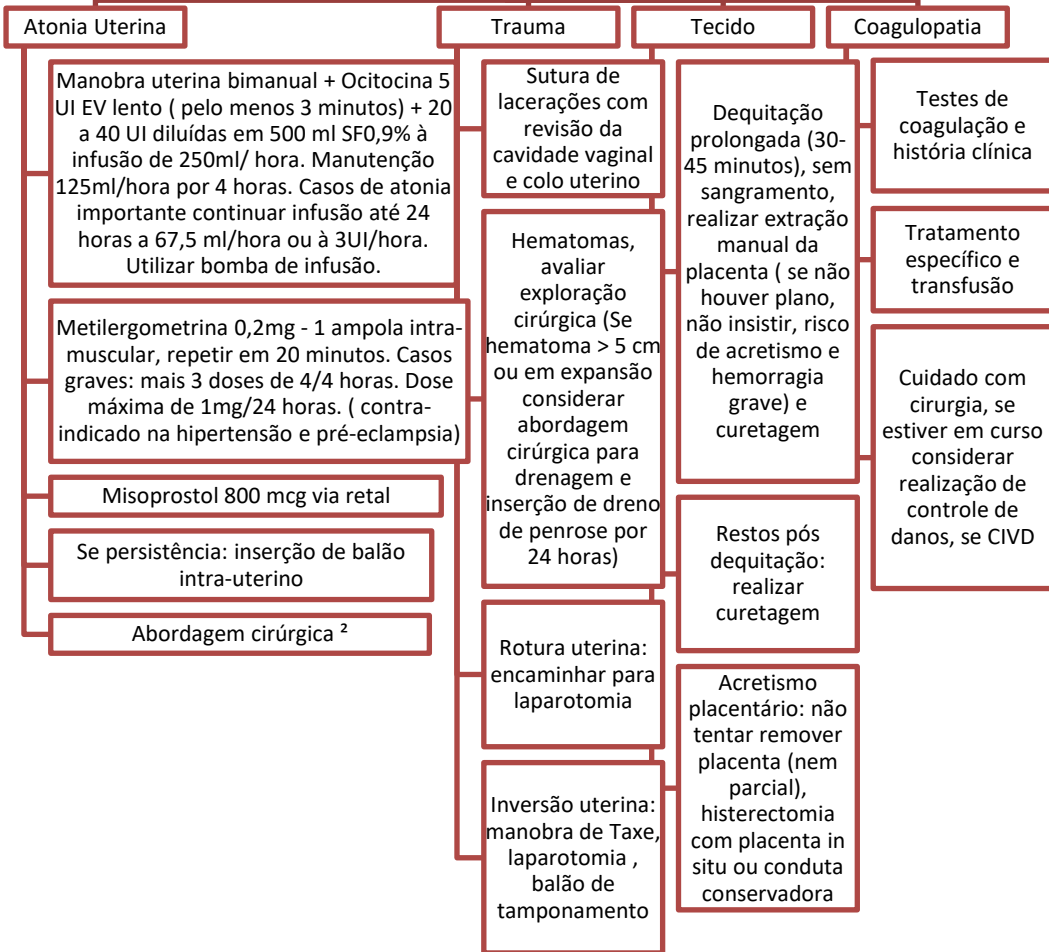 Atonia Uterina
Manobra uterina bimanual + Ocitocina 5
UI EV lento ( pelo menos 3 minutos) + 20
a 40 UI diluídas em 500 ml SF0,9% à
infusão de 250ml/ hora. Manutenção
125ml/hora por 4 horas. Casos de atonia
importante continuar infusão até 24
horas a 67,5 ml/hora ou à 3UI/hora.
Utilizar bomba de infusão.
Metilergometrina 0,2mg - 1 ampola intra-
muscular, repetir em 20 minutos. Casos
graves: mais 3 doses de 4/4 horas. Dose
máxima de 1mg/24 horas. ( contra-
indicado na hipertensão e pré-eclampsia)
Misoprostol 800 mcg via retal
Se persistência: inserção de balão
intra-uterino
Abordagem cirúrgica ²
Trauma
Sutura de
lacerações com
revisão da
cavidade vaginal
e colo uterino
Hematomas,
avaliar
exploração
cirúrgica (Se
hematoma > 5 cm
ou em expansão
considerar
abordagem
cirúrgica para
drenagem e
inserção de dreno
de penrose por
24 horas)
Rotura uterina:
encaminhar para
laparotomia
Inversão uterina:
manobra de Taxe,
laparotomia ,
balão de
tamponamento
Tecido
Dequitação
prolongada (30-
45 minutos), sem
sangramento,
realizar extração
manual da
placenta ( se não
houver plano,
não insistir, risco
de acretismo e
hemorragia
grave) e
curetagem
Restos pós
dequitação:
realizar
curetagem
Acretismo
placentário: não
tentar remover
placenta (nem
parcial),
histerectomia
com placenta in
situ ou conduta
conservadora
Coagulopatia
Testes de
coagulação e
história clínica
Tratamento
específico e
transfusão
Cuidado com
cirurgia, se
estiver em curso
considerar
realização de
controle de
danos, se CIVD